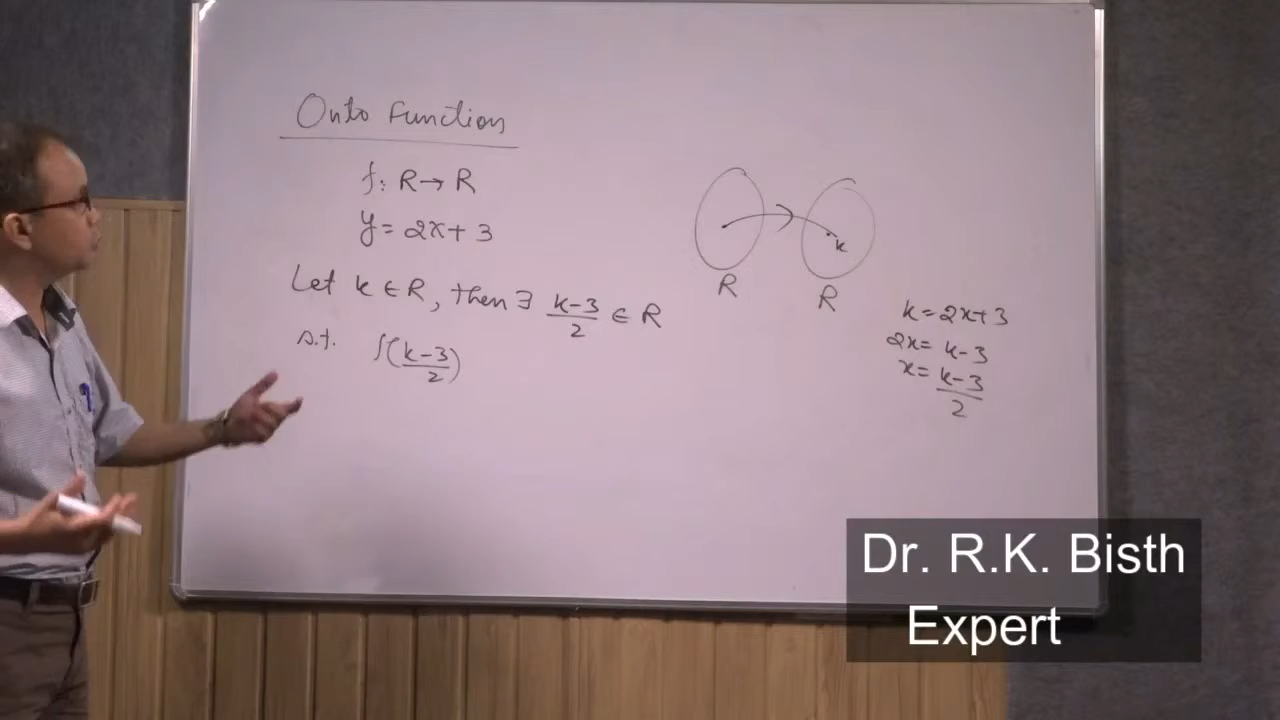 Onto Function
f: R→ R
y = 2x + 3
Let k ∈ R, then ∃ k-3/2 ∈ R
s.t. f(k-3/2)
k
R R
k = 2x+3
2x = k-3
x = k-3/2
Dr. R.K. Bisth
Expert